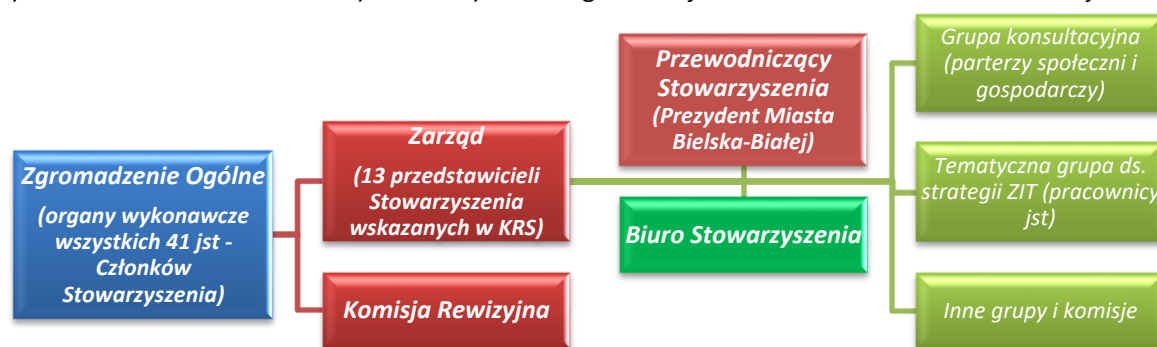 Zgromadzenie Ogólne
(organy wykonawcze
wszystkich 41 jst -
Członków
Stowarzyszenia)
Zarząd
(13 przedstawicieli
Stowarzyszenia
wskazanych w KRS)
Komisja Rewizyjna
Przewodniczący
Stowarzyszenia
(Prezydent Miasta
Bielska-Białej)
Biuro Stowarzyszenia
Grupa konsultacyjna
(parterzy społeczni i
gospodarczy)
Tematyczna grupa ds.
strategii ZIT (pracownicy
jst)
Inne grupy i komisje